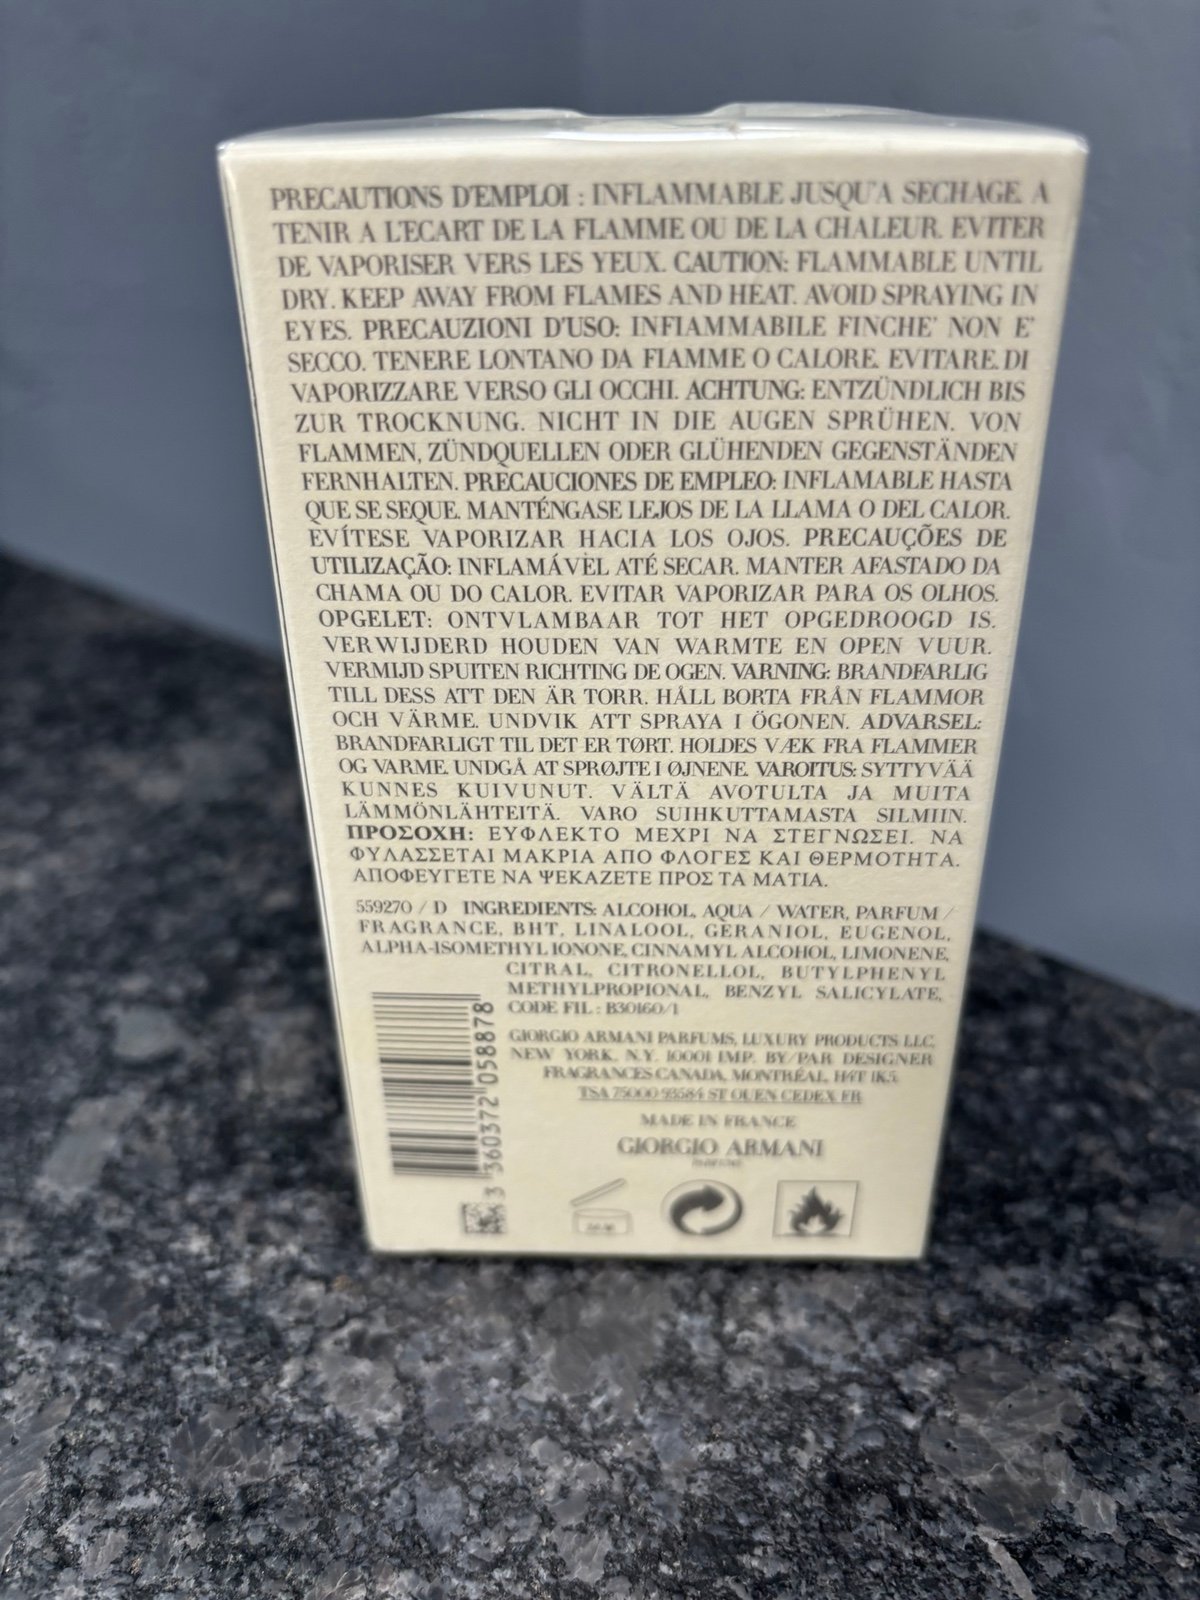 PRECAUTIONS D'EMPLOI : INFLAMMABLE JUSQU'A SECHAGE. A
TENIR A L'ECART DE LA FLAMME OU DE LA CHALEUR. EVITER
DE VAPORISER VERS LES YEUX. CAUTION: FLAMMABLE UNTIL
DRY. KEEP AWAY FROM FLAMES AND HEAT. AVOID SPRAYING IN
EYES. PRECAUZIONI D'USO: INFIAMMABILE FINCHE' NON E'
SECCO. TENERE LONTANO DA FIAMME O CALORE. EVITARE. DI
VAPORIZZARE VERSO GLI OCCHI. ACHTUNG: ENTZÜNDLICH BIS
ZUR TROCKNUNG. NICHT IN DIE AUGEN SPRÜHEN. VON
FLAMMEN, ZÜNDQUELLEN ODER GLÜHENDEN GEGENSTÄNDEN
FERNHALTEN. PRECAUCIONES DE EMPLEO: INFLAMABLE HASTA
QUE SE SEQUE. MANTÉNGASE LEJOS DE LA LLAMA O DEL CALOR.
EVÍTESE VAPORIZAR HACIA LOS OJOS. PRECAUÇÕES DE
UTILIZAÇÃO: INFLAMÁVEL ATÉ SECAR. MANTER AFASTADO DA
CHAMA OU DO CALOR. EVITAR VAPORIZAR PARA OS OLHOS.
OPGELET: ONTVLAMBAAR TOT HET OPGEDROOGD IS.
VERWIJDERD HOUDEN VAN WARMTE EN OPEN VUUR.
VERMIJD SPUITEN RICHTING DE OGEN. VARNING: BRANDFARLIG
TILL DESS ATT DEN ÄR TORR. HÅLL BORTA FRÅN FLAMMOR
OCH VÄRME. UNDVIK ATT SPRAYA I ÖGONEN. ADVARSEL:
BRANDFARLIGT TIL DET ER TØRT. HOLDES VÆK FRA FLAMMER
OG VARME. UNDGÅ AT SPRØJTE I ØJNENE. VAROITUS: SYTTYVÄÄ
KUNNES KUIVUNUT. VÄLTÄ AVOTULTA JA MUITA
LÄMMÖNLÄHTEITÄ. VARO SUIHKUTTAMASTA SILMIIN.
ΠΡΟΣΟΧΗ: ΕΥΦΛΕΚΤΟ ΜΕΧΡΙ ΝΑ ΣΤΕΓΝΩΣΕΙ. ΝΑ
ΦΥΛΑΣΣΕΤΑΙ ΜΑΚΡΙΑ ΑΠΟ ΦΛΟΓΕΣ ΚΑΙ ΘΕΡΜΟΤΗΤΑ.
ΑΠΟΦΕΥΓΕΤΕ ΝΑ ΨΕΚΑΖΕΤΕ ΠΡΟΣ ΤΑ ΜΑΤΙΑ.
559270 / D INGREDIENTS: ALCOHOL, AQUA / WATER, PARFUM /
FRAGRANCE, BHT, LINALOOL, GERANIOL, EUGENOL,
ALPHA-ISOMETHYL IONONE, CINNAMYL ALCOHOL, LIMONENE,
CITRAL, CITRONELLOL, BUTYLPHENYL
METHYLPROPIONAL, BENZYL SALICYLATE,
CODE FIL : B30160/1
GIORGIO ARMANI PARFUMS, LUXURY PRODUCTS LLC,
NEW YORK, N.Y. 10001 IMP. BY/PAR DESIGNER
FRAGRANCES CANADA, MONTRÉAL, H4T 1K5.
TSA 75000 93584 ST OUEN CEDEX FR
MADE IN FRANCE
GIORGIO ARMANI
PARFUMS
3 360372 058878